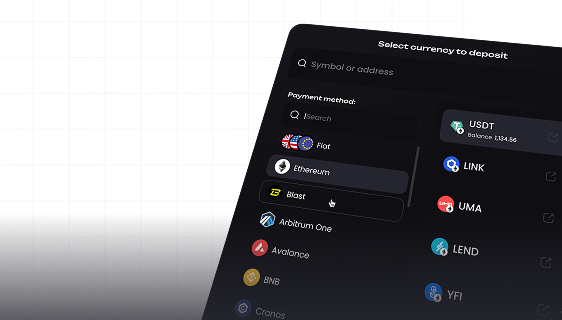 Select currency to deposit
Symbol or address
Payment method:
Search
Fiat
Ethereum
Blast
Arbitrum One
Avalance
BNB
Cronos
USDT
Balance 1,134.56
LINK
UMA
LEND
YFI